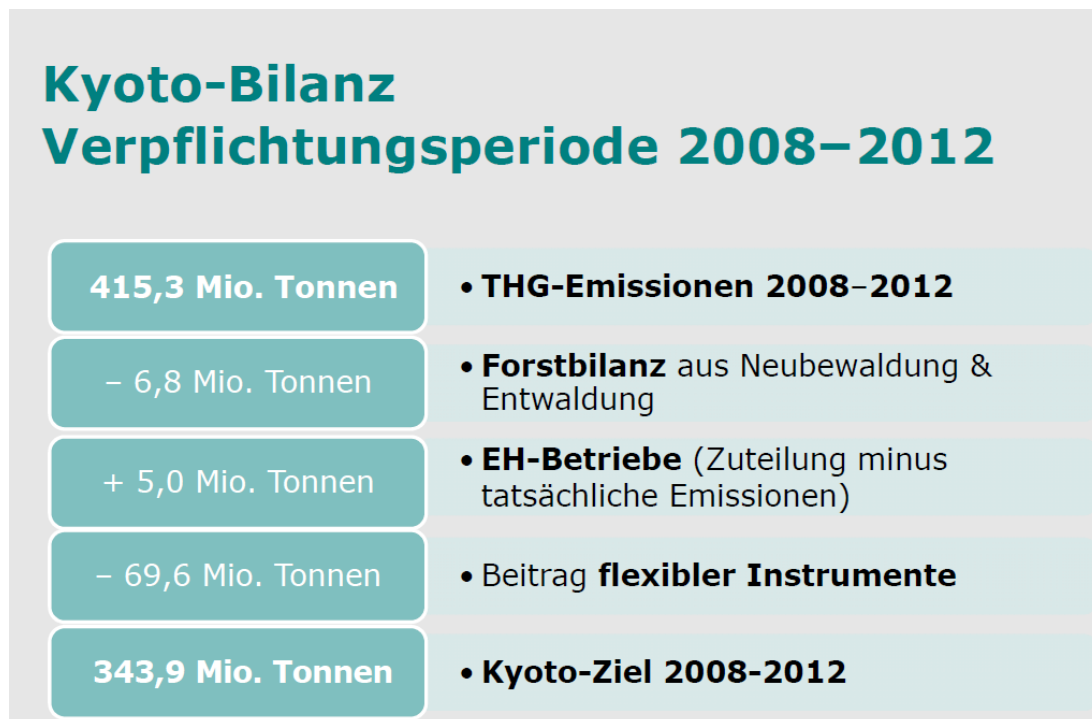 Kyoto-Bilanz
Verpflichtungsperiode 2008–2012
415,3 Mio. Tonnen
• THG-Emissionen 2008–2012
– 6,8 Mio. Tonnen
• Forstbilanz aus Neubewaldung &
Entwaldung
+ 5,0 Mio. Tonnen
• EH-Betriebe (Zuteilung minus
tatsächliche Emissionen)
– 69,6 Mio. Tonnen
• Beitrag flexibler Instrumente
343,9 Mio. Tonnen
• Kyoto-Ziel 2008-2012